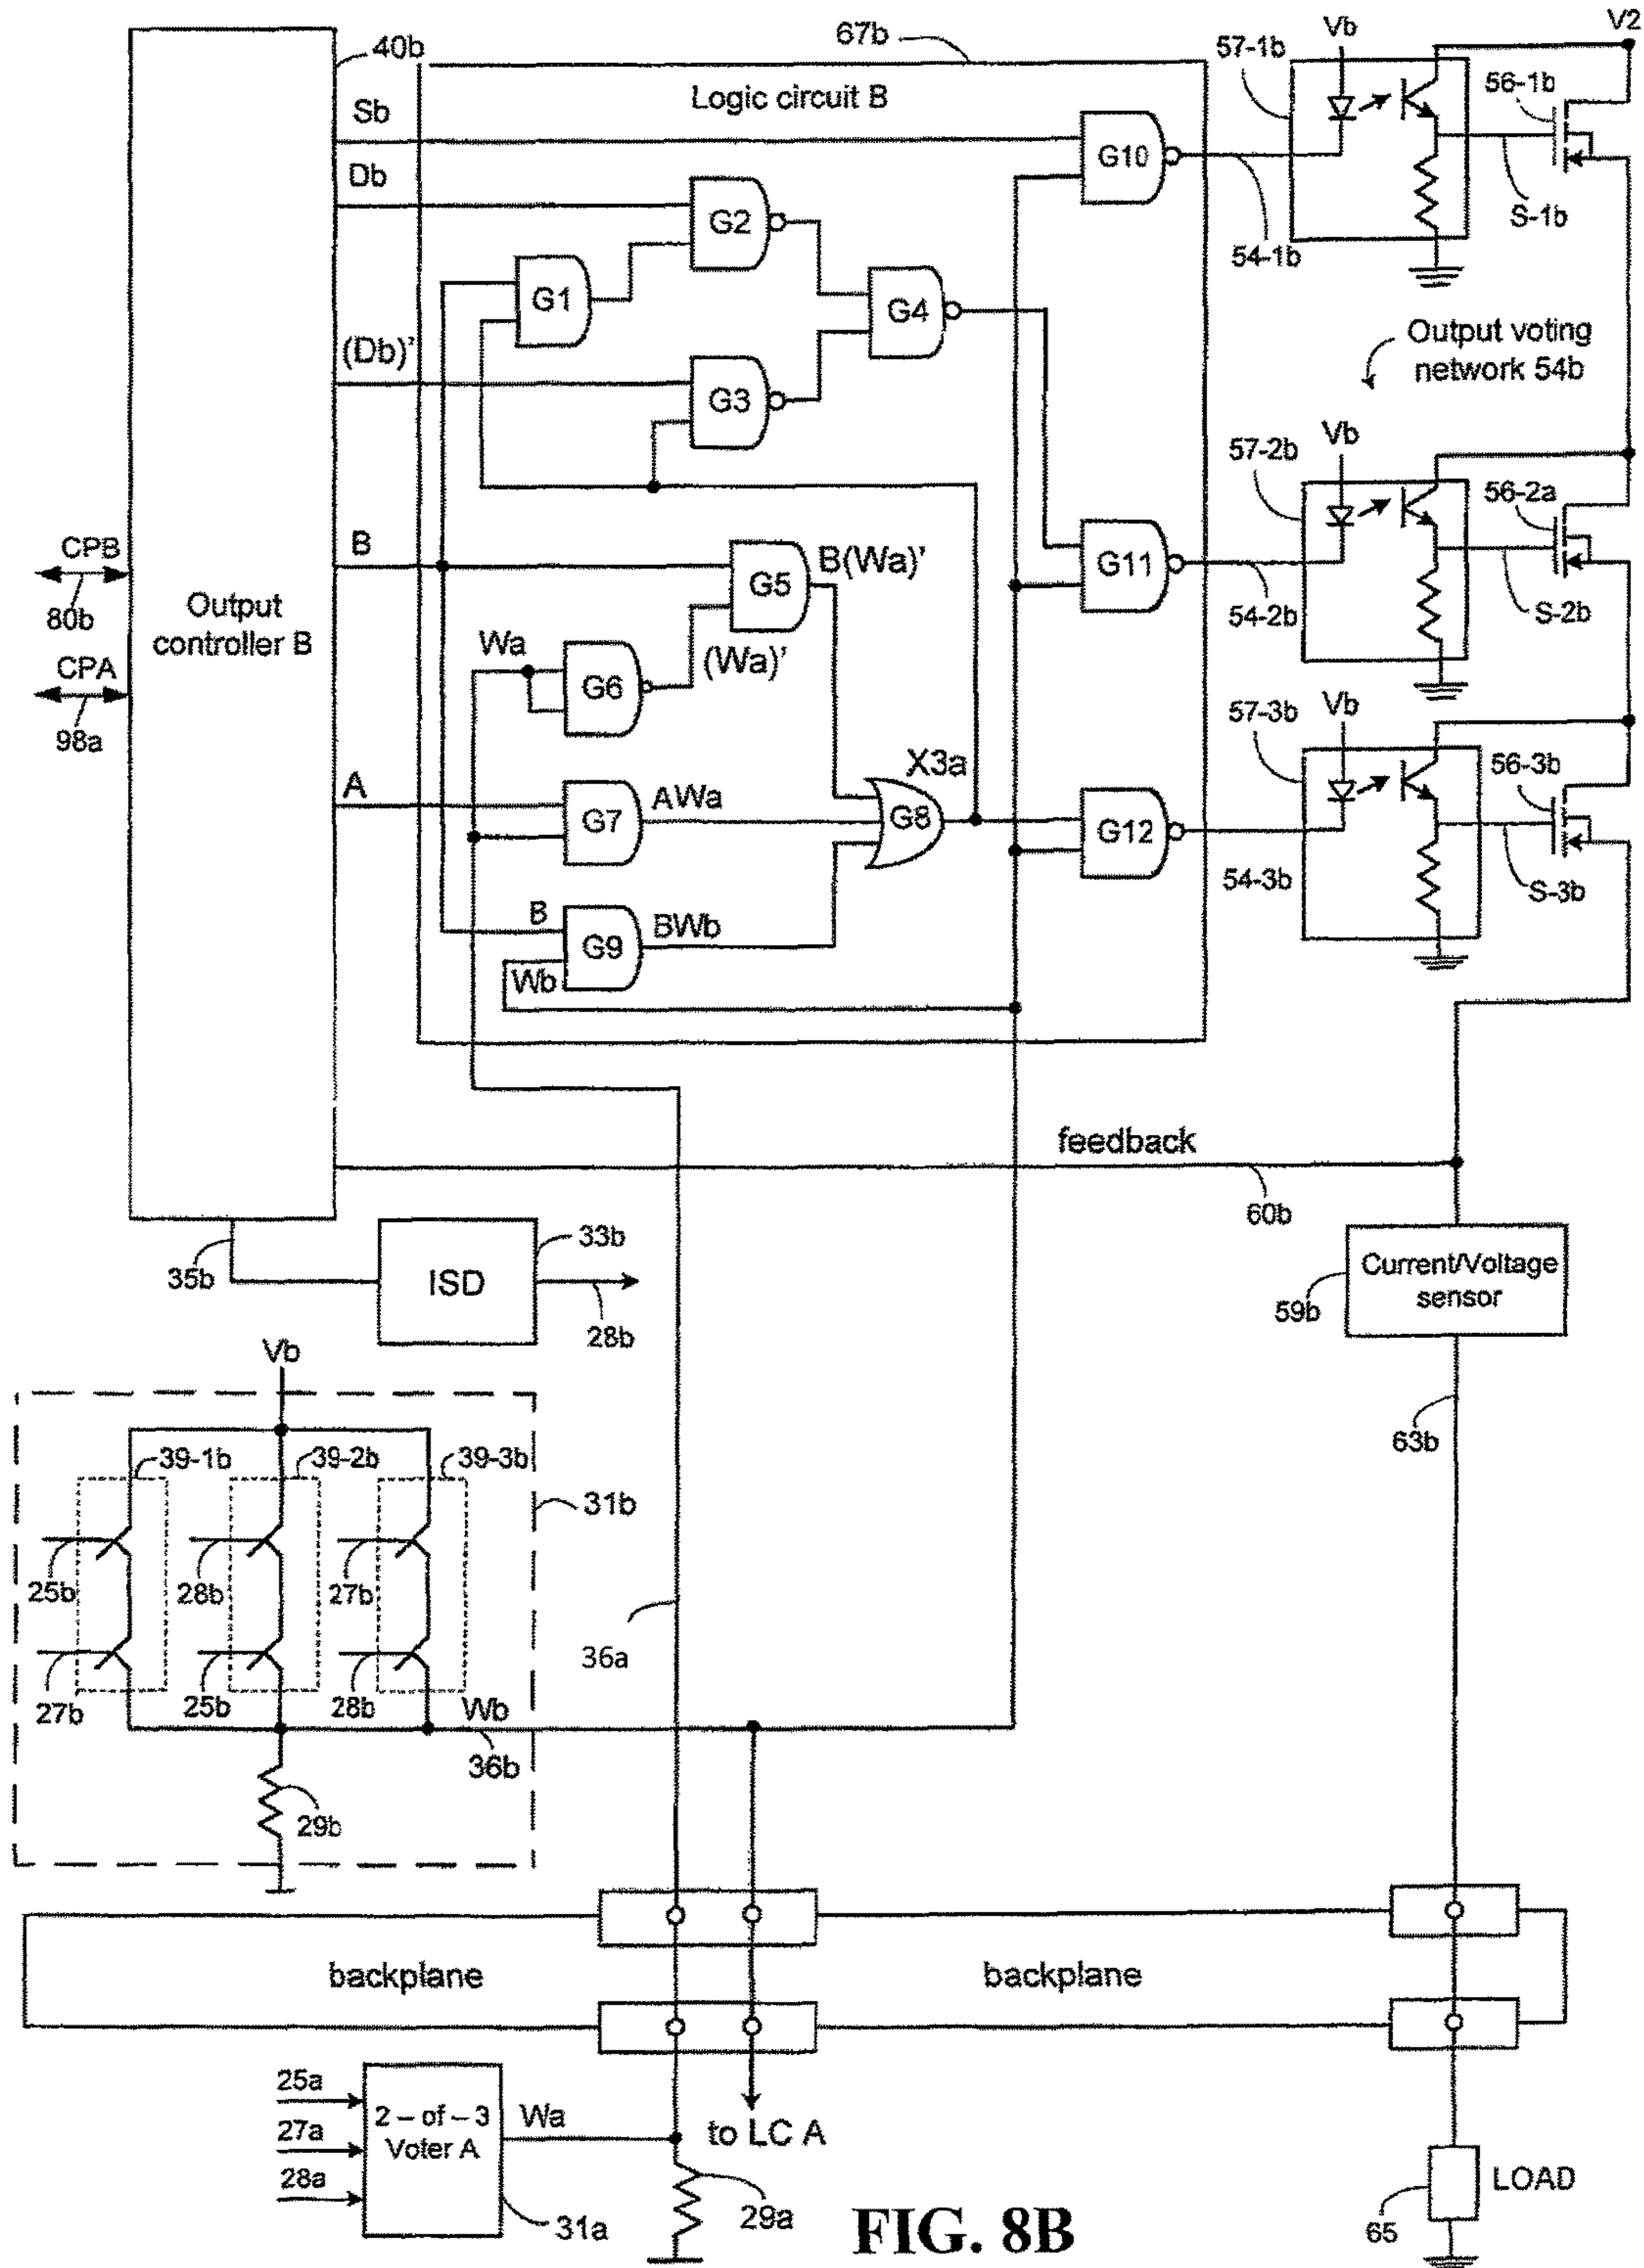 40b
67b
57-1b
Vb
V2
Logic circuit B
56-1b
Sb
Db
G10
G2
S-1b
54-1b
G1
G4
(Db)'
Output voting
network 54b
G3
Vb
57-2b
56-2a
B
B(Wa)'
G5
G11
CPB
80b
Output
controller B
54-2b
S-2b
Wa
(Wa)'
G6
CPA
98a
57-3b
Vb
56-3b
X3a
A
AWa
G7
G8
G12
54-3b
S-3b
B
BWb
G9
Wb
feedback
60b
33b
35b
ISD
28b
Current/Voltage
sensor
59b
Vb
63b
39-1b
39-2b
39-3b
31b
25b
28b
27b
36a
27b
25b
28b
Wb
36b
29b
backplane
backplane
25a
2 – of – 3
Voter A
Wa
to LC A
27a
28a
31a
29a
LOAD
65
FIG. 8B